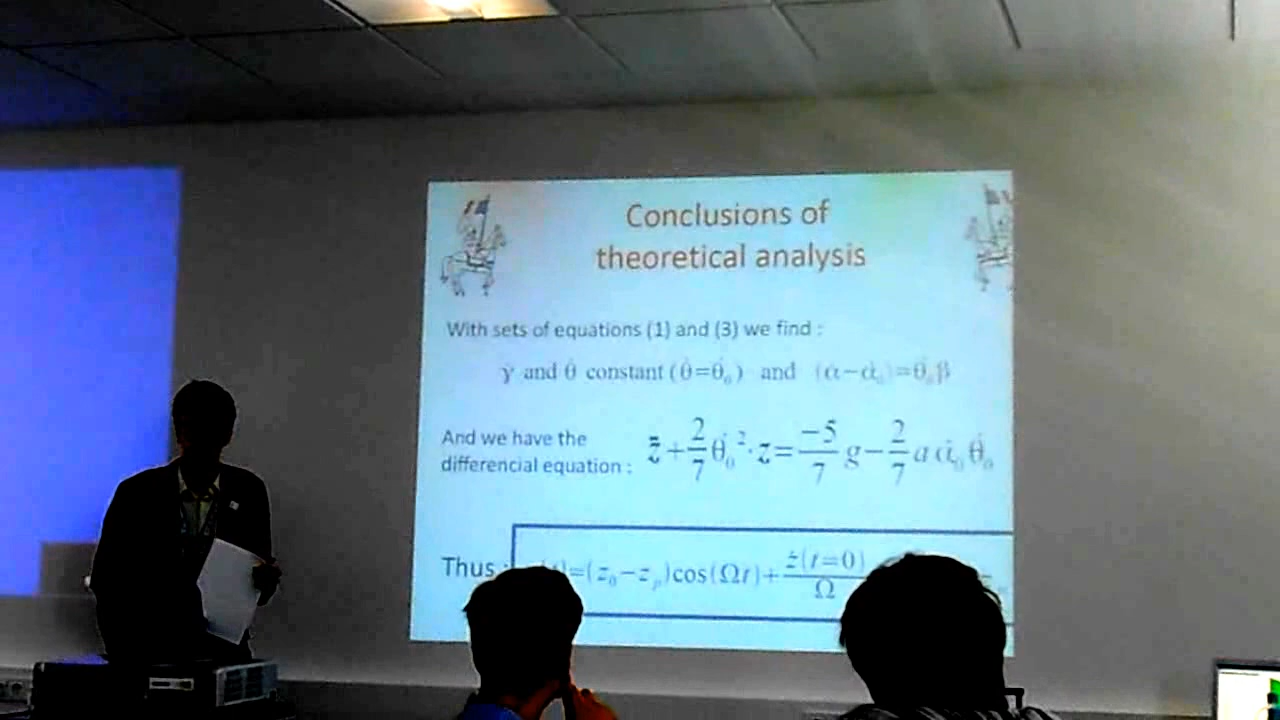 Conclusions of
theoretical analysis
With sets of equations (1) and (3) we find :
γ̇ and θ̇ constant (θ̇=θ̇₀) and (α̇−α̇₀)=θ̇₀β
And we have the
differencial equation :
z̈+2/7 θ̇₀²·z=−5/7 g−2/7 a α̇₀ θ̇₀
Thus :
=(z₀−zₚ)cos(Ωt)+ż(t=0)/Ω